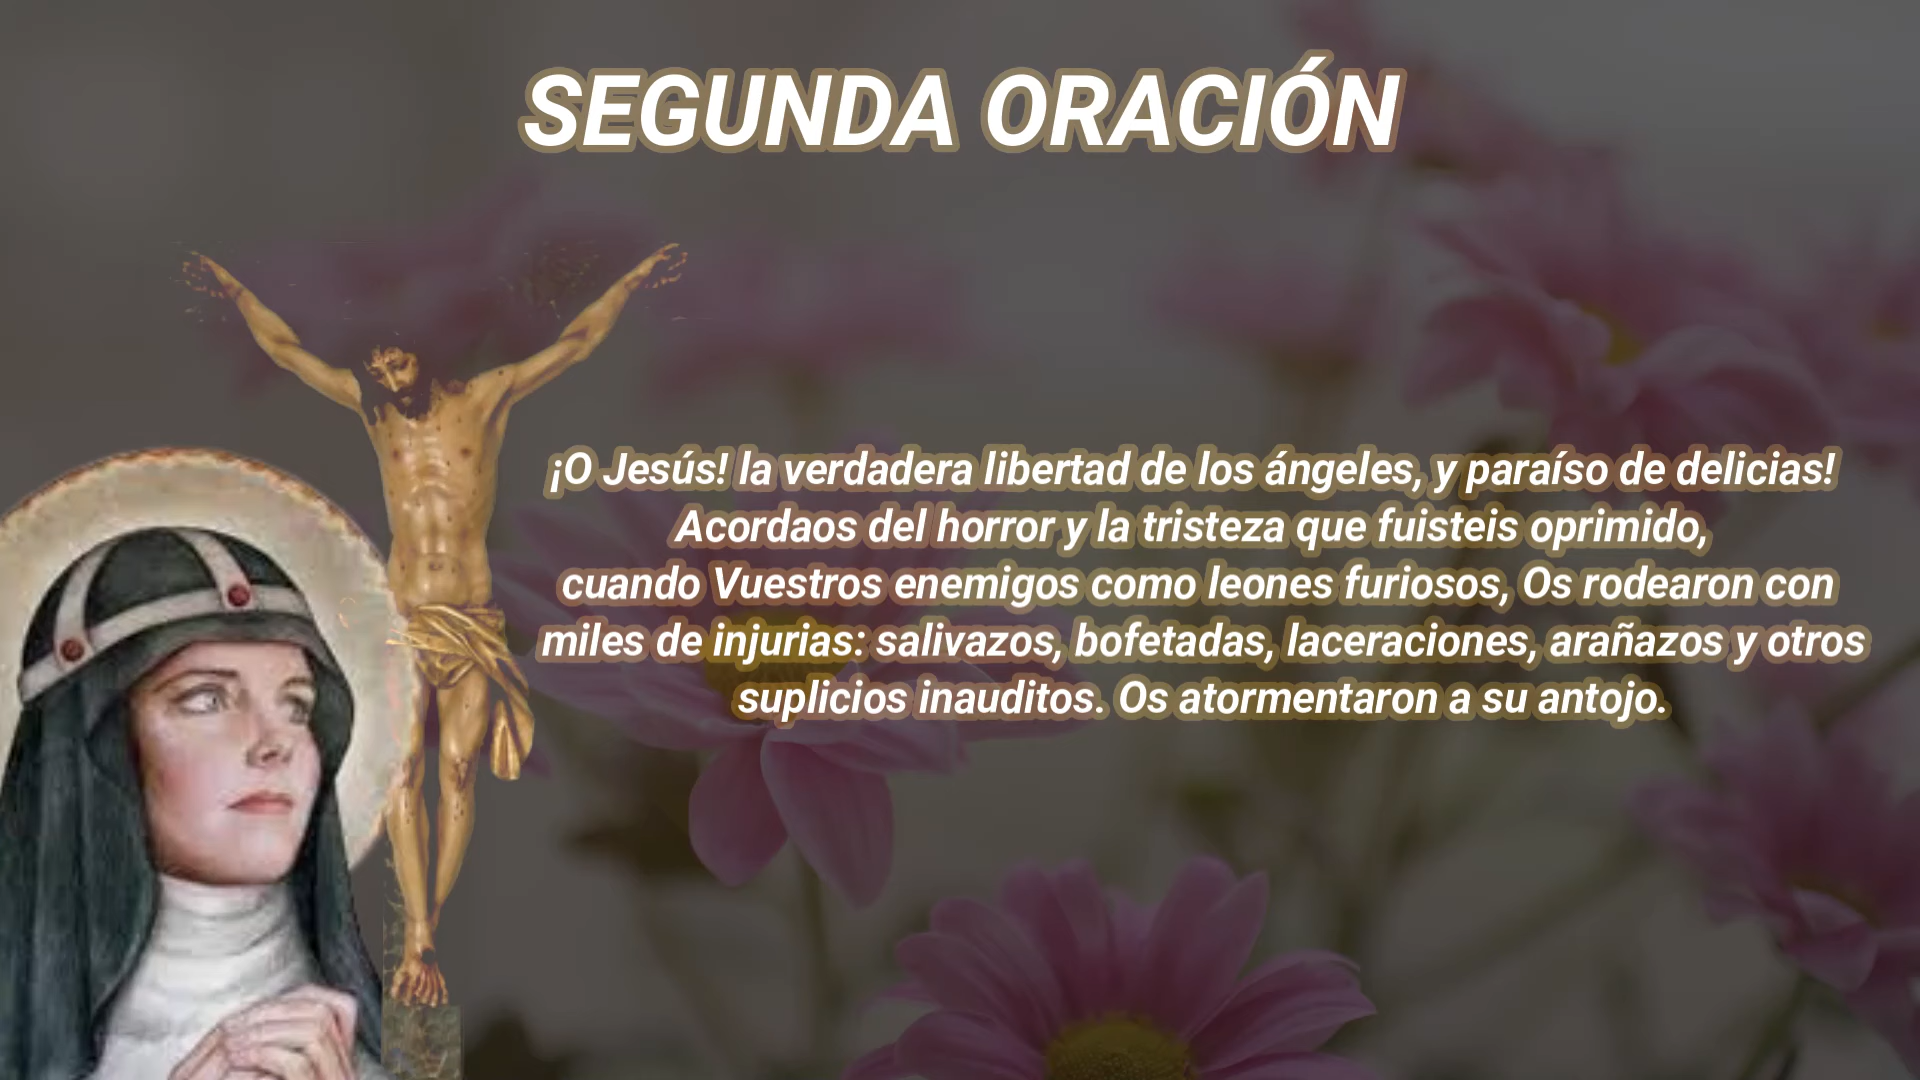 SEGUNDA ORACIÓN
¡O Jesús! la verdadera libertad de los ángeles, y paraíso de delicias!
Acordaos del horror y la tristeza que fuisteis oprimido,
cuando Vuestros enemigos como leones furiosos, Os rodearon con
miles de injurias: salivazos, bofetadas, laceraciones, arañazos y otros
suplicios inauditos. Os atormentaron a su antojo.